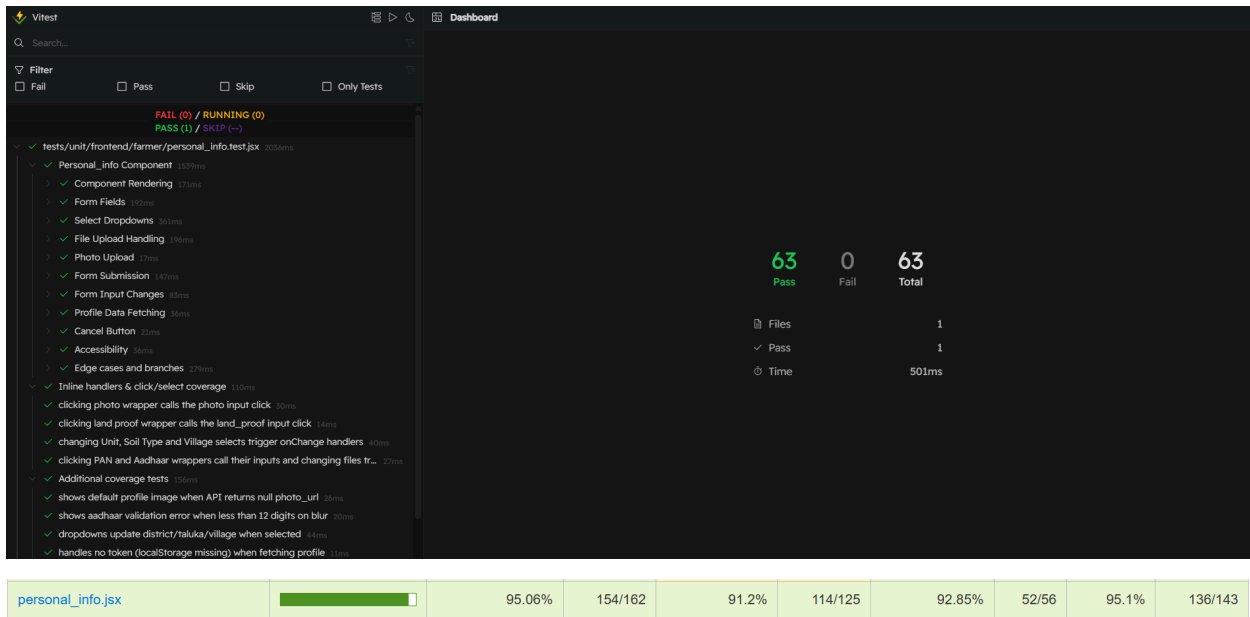 Vitest
Dashboard
Search...
Filter
Fail Pass Skip Only Tests
FAIL (0) / RUNNING (0)
PASS (1) / SKIP (--)
tests/unit/frontend/farmer/personal_info.test.jsx 2036ms
Personal_info Component 1539ms
Component Rendering 171ms
Form Fields 192ms
Select Dropdowns 361ms
File Upload Handling 196ms
Photo Upload 17ms
Form Submission 147ms
Form Input Changes 83ms
Profile Data Fetching 36ms
Cancel Button 21ms
Accessibility 36ms
Edge cases and branches 279ms
Inline handlers & click/select coverage 110ms
clicking photo wrapper calls the photo input click 30ms
clicking land proof wrapper calls the land_proof input click 14ms
changing Unit, Soil Type and Village selects trigger onChange handlers 40ms
clicking PAN and Aadhaar wrappers call their inputs and changing files tr... 27ms
Additional coverage tests 156ms
shows default profile image when API returns null photo_url 26ms
shows aadhaar validation error when less than 12 digits on blur 20ms
dropdowns update district/taluka/village when selected 44ms
handles no token (localStorage missing) when fetching profile 11ms
63 0 63
Pass Fail Total
Files 1
Pass 1
Time 501ms
personal_info.jsx 95.06% 154/162 91.2% 114/125 92.85% 52/56 95.1% 136/143